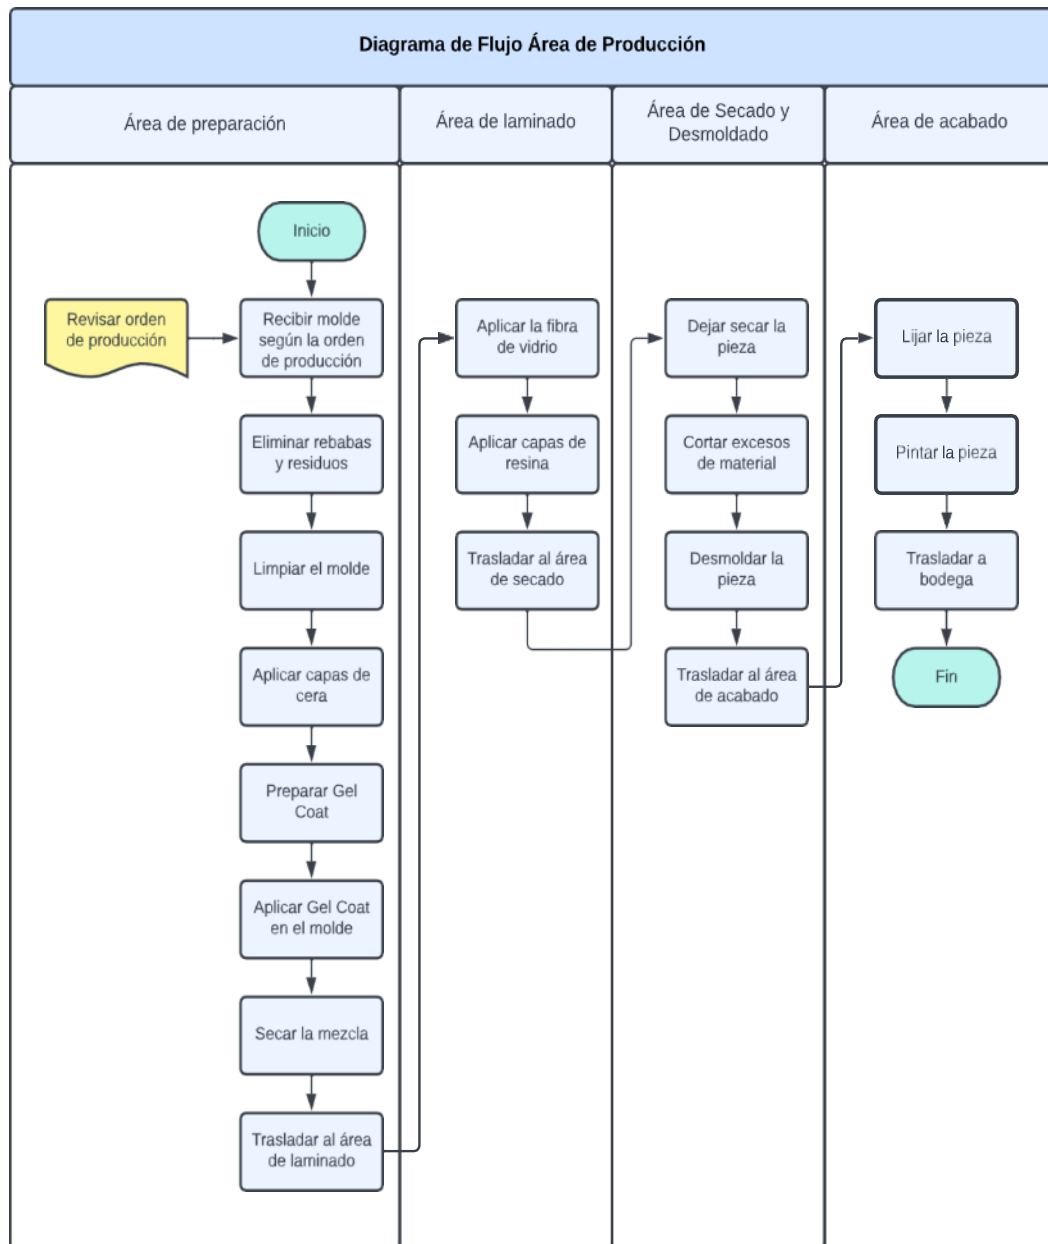 Diagrama de Flujo Área de Producción
Área de preparación
Área de laminado
Área de Secado y
Desmoldado
Área de acabado
Inicio
Revisar orden
de producción
Recibir molde
según la orden
de producción
Eliminar rebabas
y residuos
Limpiar el molde
Aplicar capas de
cera
Preparar Gel
Coat
Aplicar Gel Coat
en el molde
Secar la mezcla
Trasladar al área
de laminado
Aplicar la fibra
de vidrio
Aplicar capas de
resina
Trasladar al área
de secado
Dejar secar la
pieza
Cortar excesos
de material
Desmoldar la
pieza
Trasladar al área
de acabado
Lijar la pieza
Pintar la pieza
Trasladar a
bodega
Fin